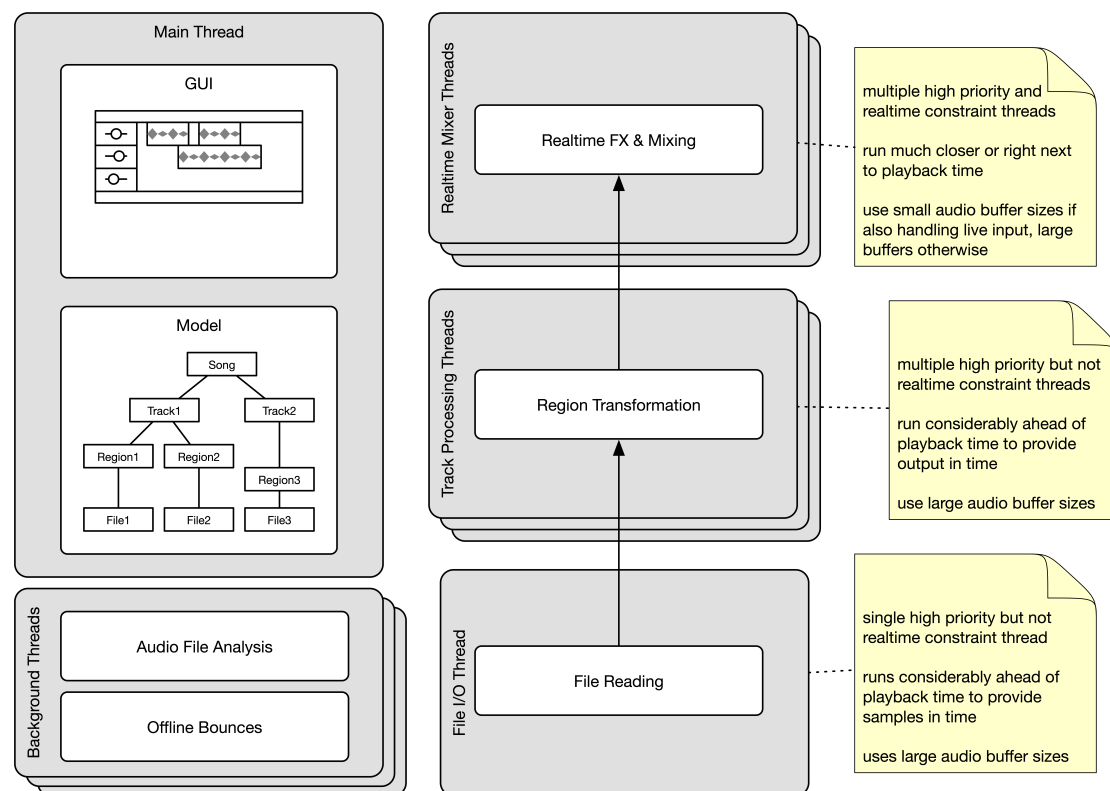 Main Thread
GUI
Model
Song
Track1
Track2
Region1
Region2
Region3
File1
File2
File3
Background Threads
Audio File Analysis
Offline Bounces
Realtime Mixer Threads
Realtime FX & Mixing
multiple high priority and
realtime constraint threads
run much closer or right next
to playback time
use small audio buffer sizes if
also handling live input, large
buffers otherwise
Track Processing Threads
Region Transformation
multiple high priority but not
realtime constraint threads
run considerably ahead of
playback time to provide
output in time
use large audio buffer sizes
File I/O Thread
File Reading
single high priority but not
realtime constraint thread
runs considerably ahead of
playback time to provide
samples in time
uses large audio buffer sizes